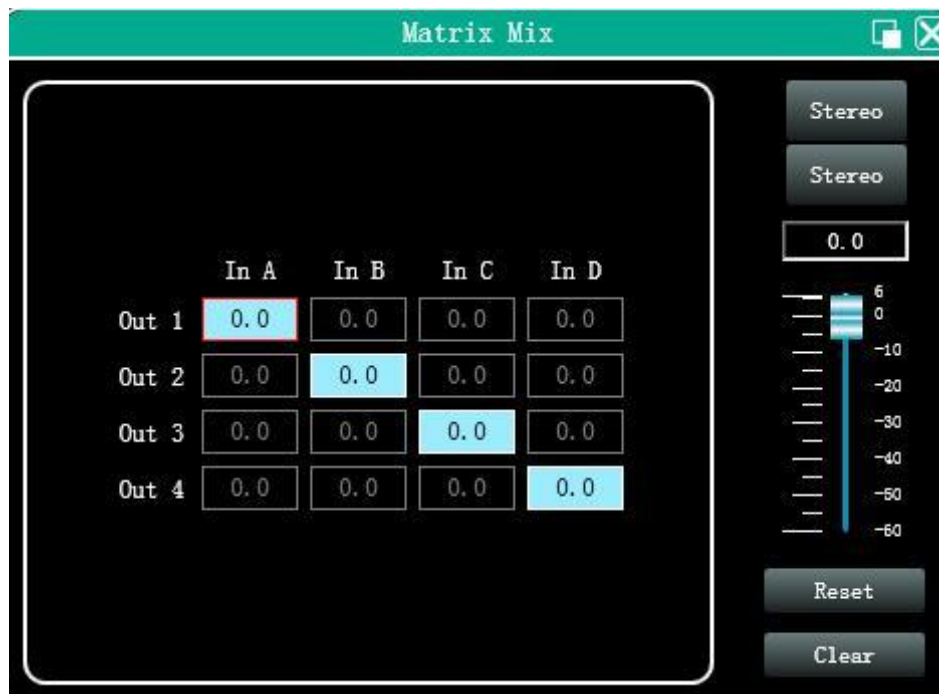 Matrix Mix
Stereo
Stereo
0.0
In A In B In C In D
Out 1 0.0 0.0 0.0 0.0
Out 2 0.0 0.0 0.0 0.0
Out 3 0.0 0.0 0.0 0.0
Out 4 0.0 0.0 0.0 0.0
6
0
-10
-20
-30
-40
-50
-60
Reset
Clear